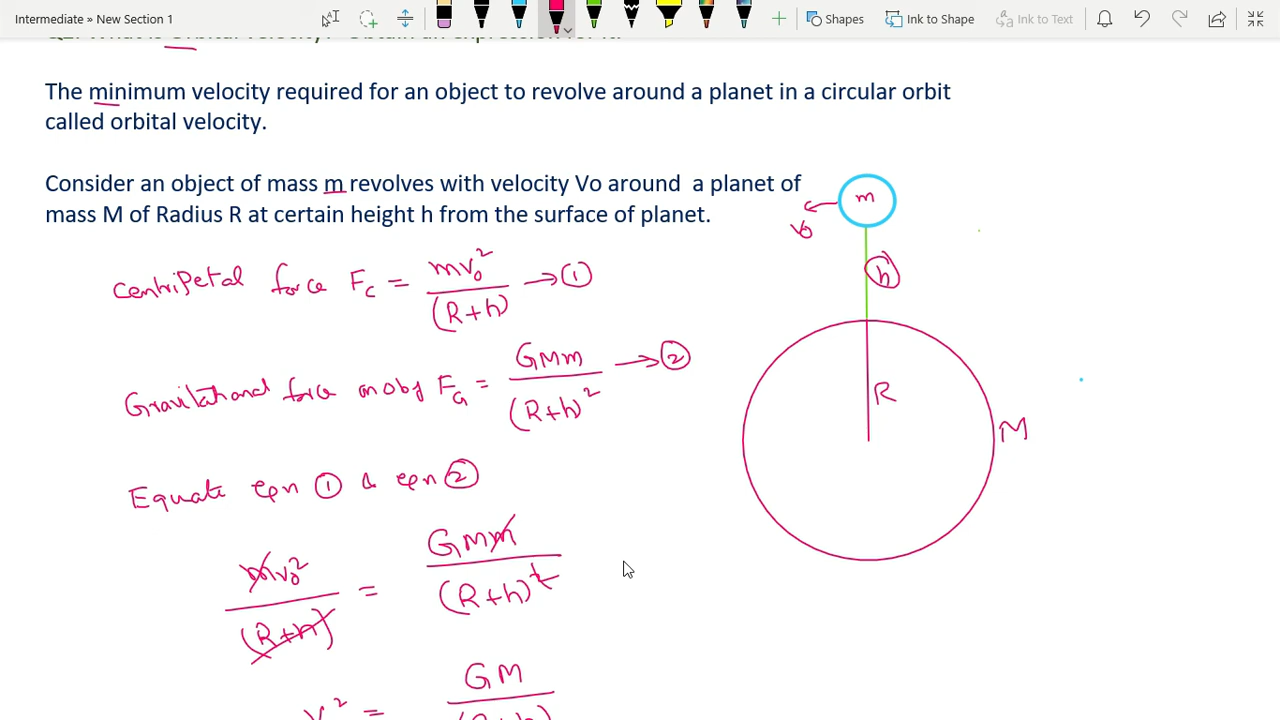 Intermediate » New Section 1
Shapes
Ink to Shape
Ink to Text
The minimum velocity required for an object to revolve around a planet in a circular orbit
called orbital velocity.
Consider an object of mass m revolves with velocity Vo around a planet of
mass M of Radius R at certain height h from the surface of planet.
m
Vo
h
R
M
Centripetal force Fc = mv₀²/(R+h) → ①
Gravitational force on obj FG = GMm/(R+h)² → ②
Equate eqn ① & eqn ②
mv₀²/(R+h) = GMm/(R+h)²
V² = GM/(R+h)